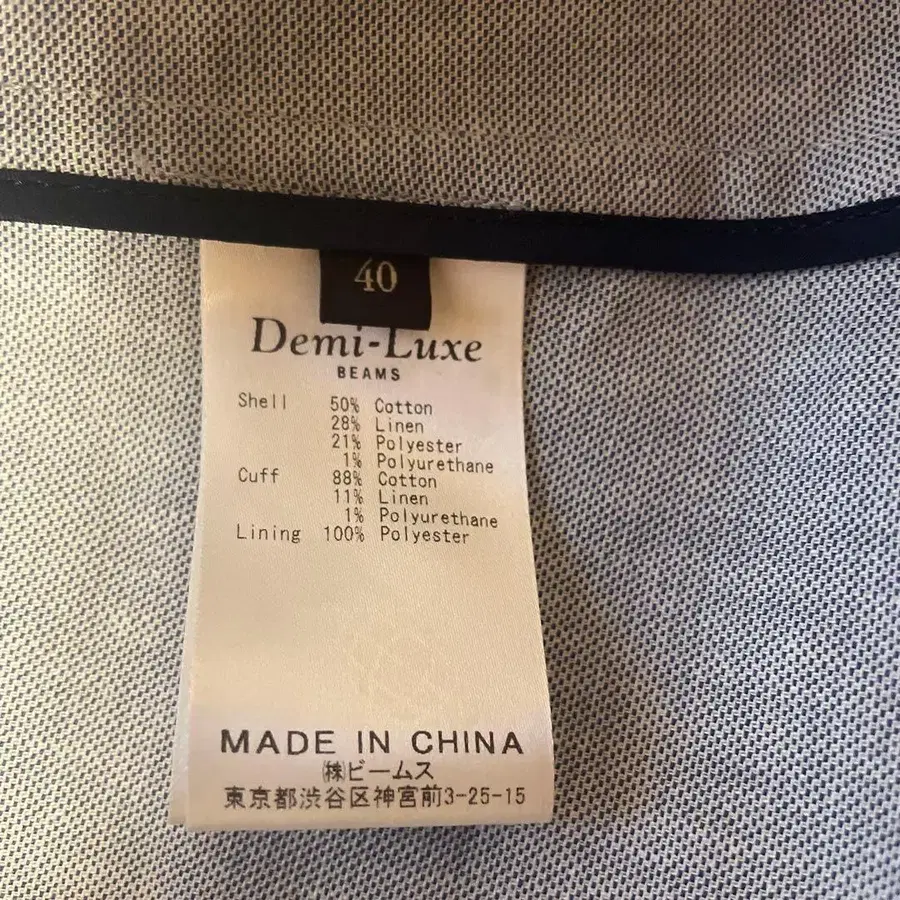 40
Demi-Luxe
BEAMS
Shell 50% Cotton
28% Linen
21% Polyester
1% Polyurethane
Cuff 88% Cotton
11% Linen
1% Polyurethane
Lining 100% Polyester
MADE IN CHINA
㈱ビームス
東京都渋谷区神宮前3-25-15